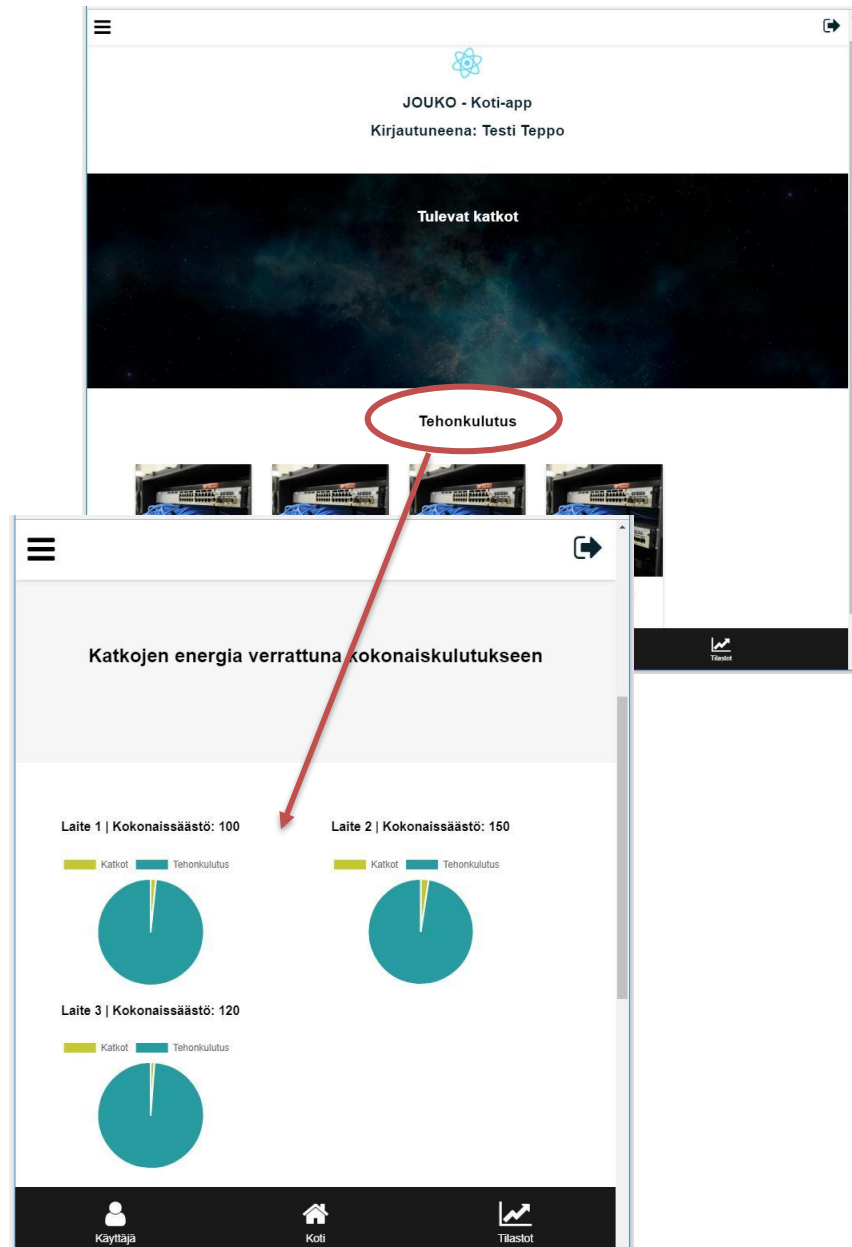 JOUKO - Koti-app
Kirjautuneena: Testi Teppo
Tulevat katkot
Tehonkulutus
Tilastot
Katkojen energia verrattuna kokonaiskulutukseen
Laite 1 | Kokonaissäästö: 100
Katkot Tehonkulutus
Laite 2 | Kokonaissäästö: 150
Katkot Tehonkulutus
Laite 3 | Kokonaissäästö: 120
Katkot Tehonkulutus
Käyttäjä
Koti
Tilastot